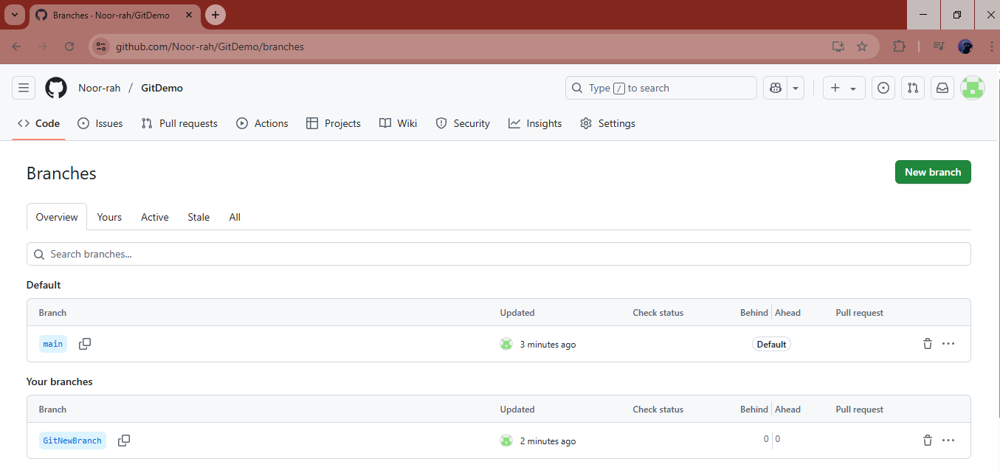 Branches · Noor-rah/GitDemo
github.com/Noor-rah/GitDemo/branches
Noor-rah / GitDemo
Type / to search
Code Issues Pull requests Actions Projects Wiki Security Insights Settings
Branches
New branch
Overview Yours Active Stale All
Search branches...
Default
Branch Updated Check status Behind Ahead Pull request
main 3 minutes ago Default
Your branches
Branch Updated Check status Behind Ahead Pull request
GitNewBranch 2 minutes ago 0 0